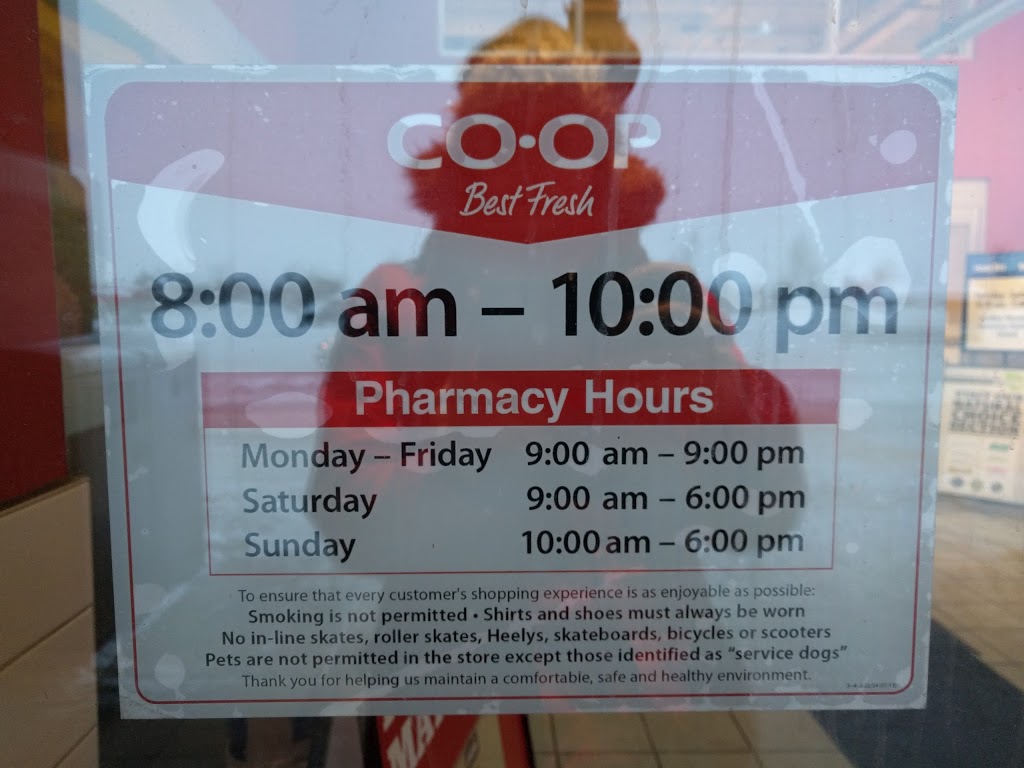 CO·OP
Best Fresh
8:00 am – 10:00 pm
Pharmacy Hours
Monday – Friday 9:00 am – 9:00 pm
Saturday 9:00 am – 6:00 pm
Sunday 10:00 am – 6:00 pm
To ensure that every customer's shopping experience is as enjoyable as possible:
Smoking is not permitted • Shirts and shoes must always be worn
No in-line skates, roller skates, Heelys, skateboards, bicycles or scooters
Pets are not permitted in the store except those identified as “service dogs”
Thank you for helping us maintain a comfortable, safe and healthy environment.